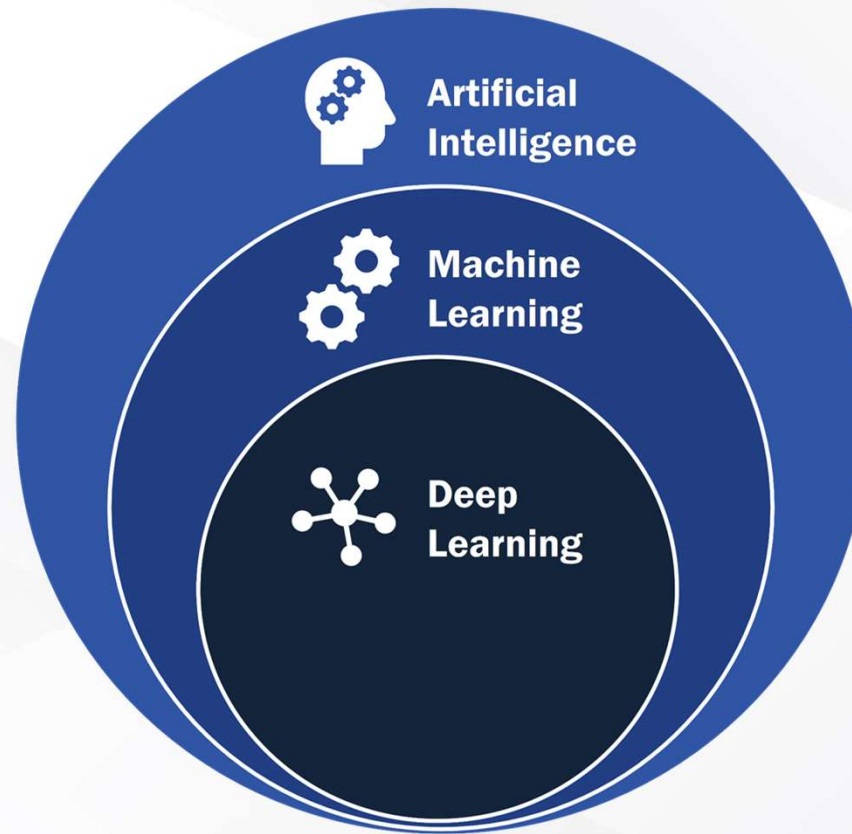 Artificial
Intelligence
Machine
Learning
Deep
Learning